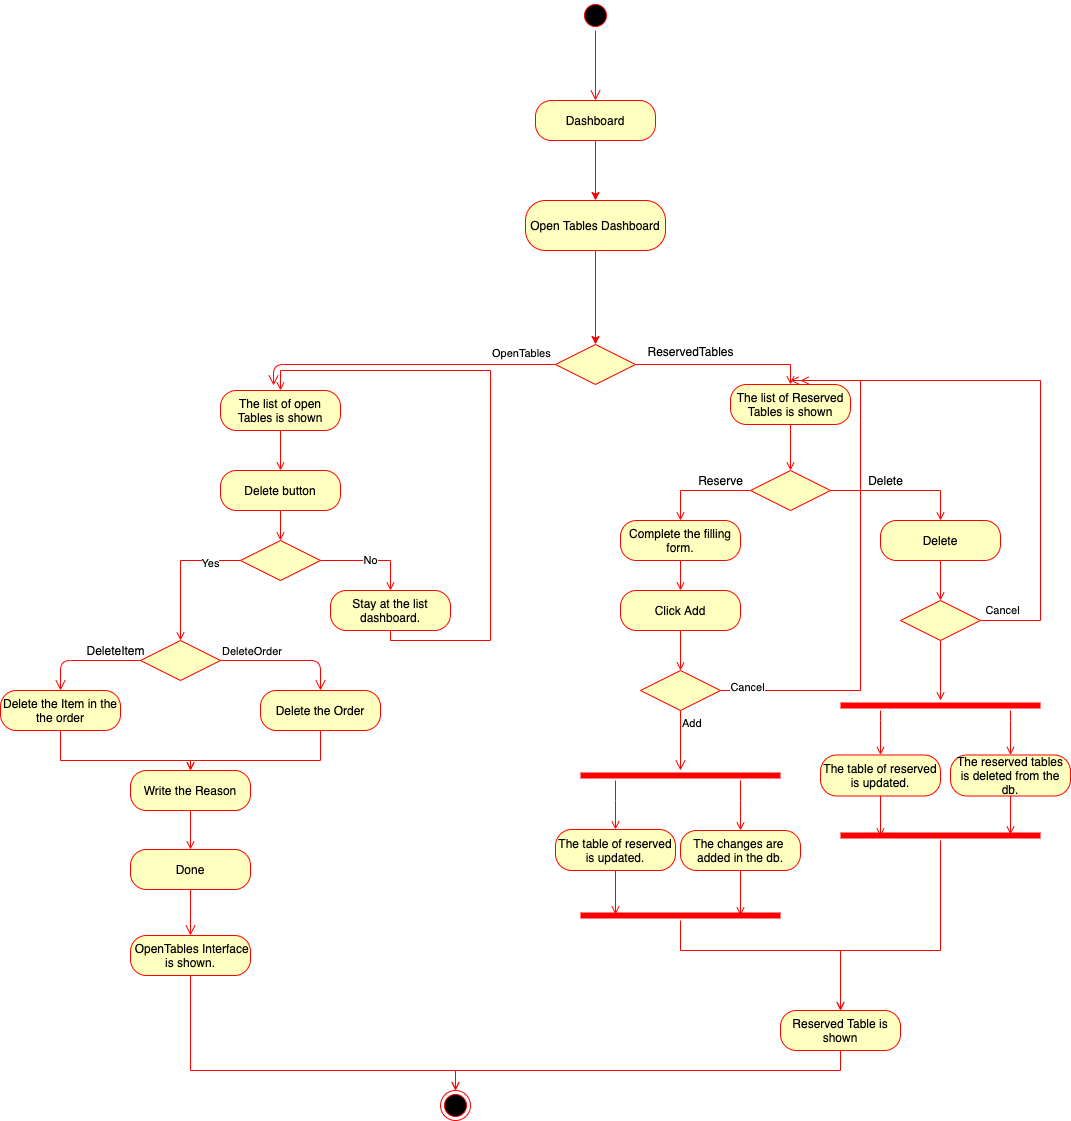 Dashboard
Open Tables Dashboard
OpenTables
ReservedTables
The list of open
Tables is shown
The list of Reserved
Tables is shown
Delete button
Reserve
Delete
Yes
No
Complete the filling
form.
Delete
Stay at the list
dashboard.
Click Add
Cancel
DeleteItem
DeleteOrder
Cancel
Add
Delete the Item in the
the order
Delete the Order
The table of reserved
is updated.
The reserved tables
is deleted from the
db.
Write the Reason
The table of reserved
is updated.
The changes are
added in the db.
Done
OpenTables Interface
is shown.
Reserved Table is
shown